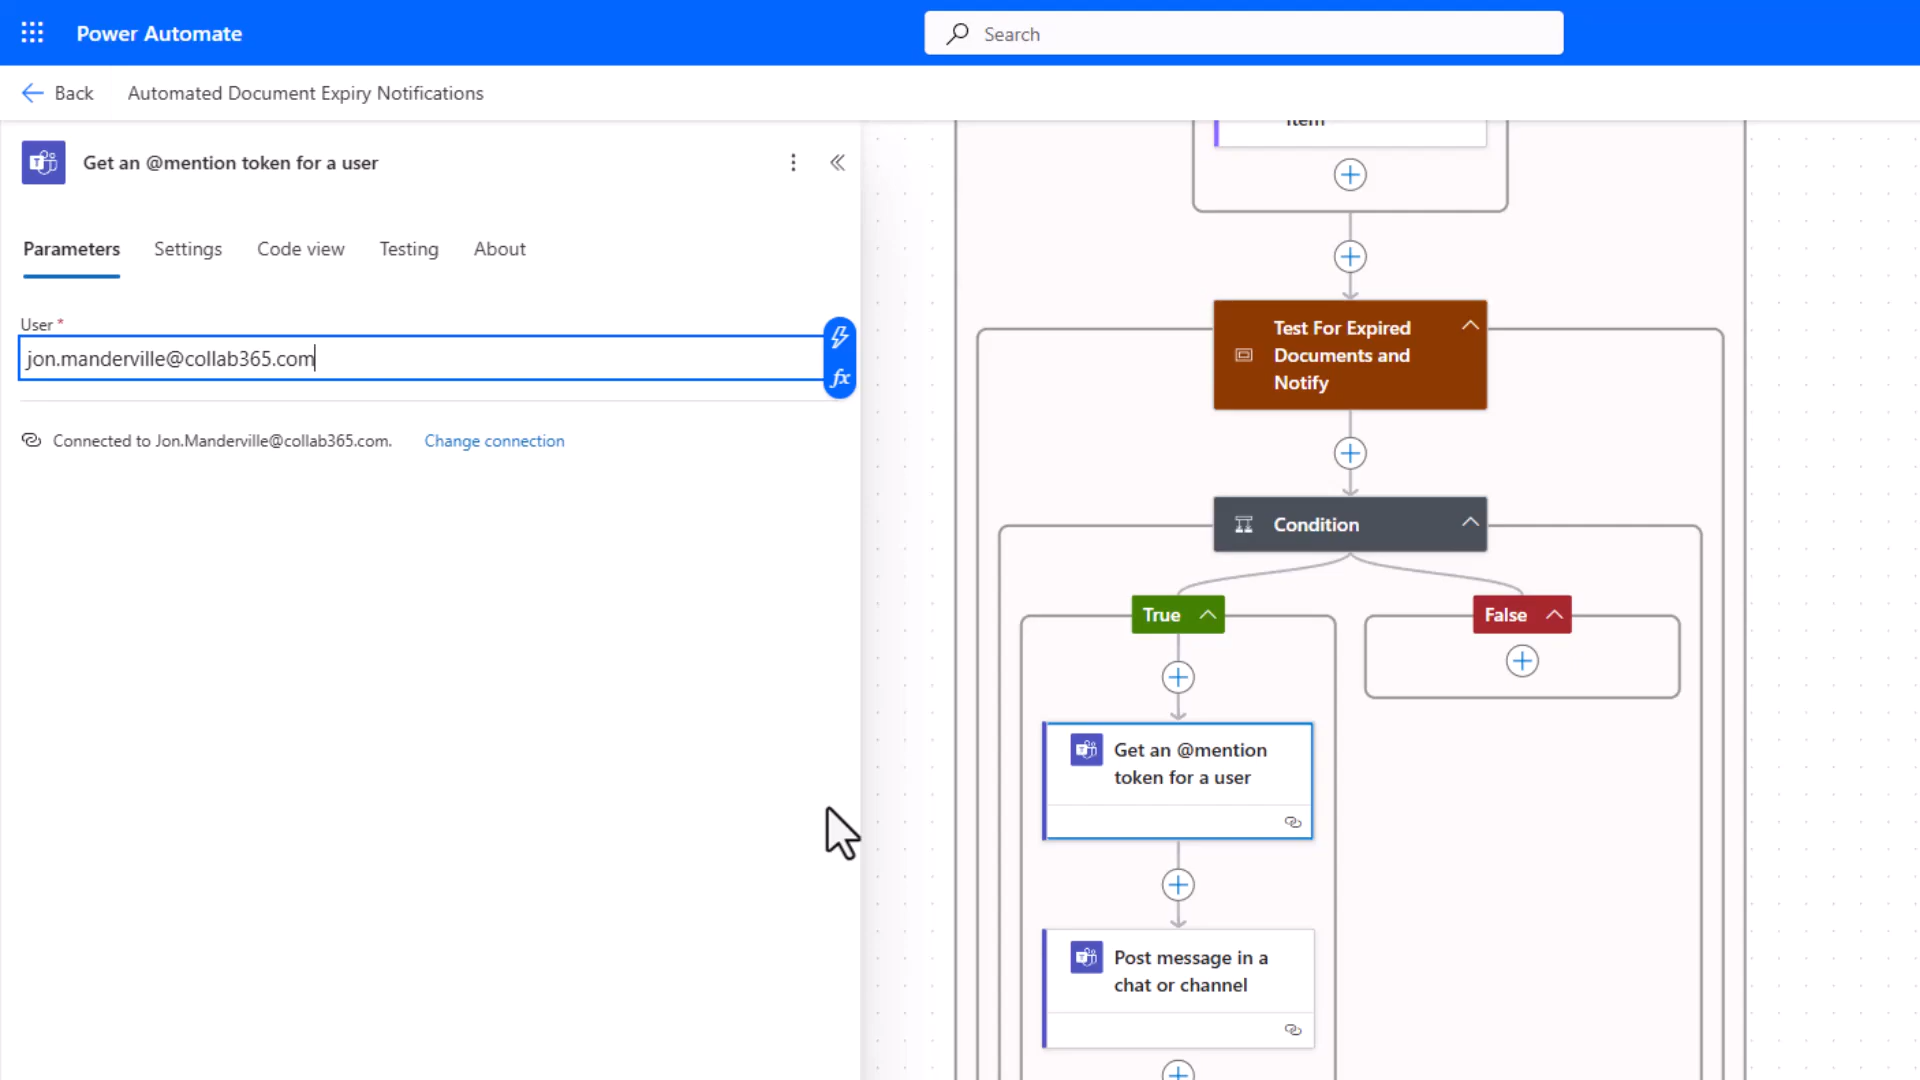 Power Automate
Search
Back
Automated Document Expiry Notifications
Get an @mention token for a user
Parameters
Settings
Code view
Testing
About
User *
jon.manderville@collab365.com
fx
Connected to Jon.Manderville@collab365.com.
Change connection
item
Test For Expired
Documents and
Notify
Condition
True
False
Get an @mention
token for a user
Post message in a
chat or channel